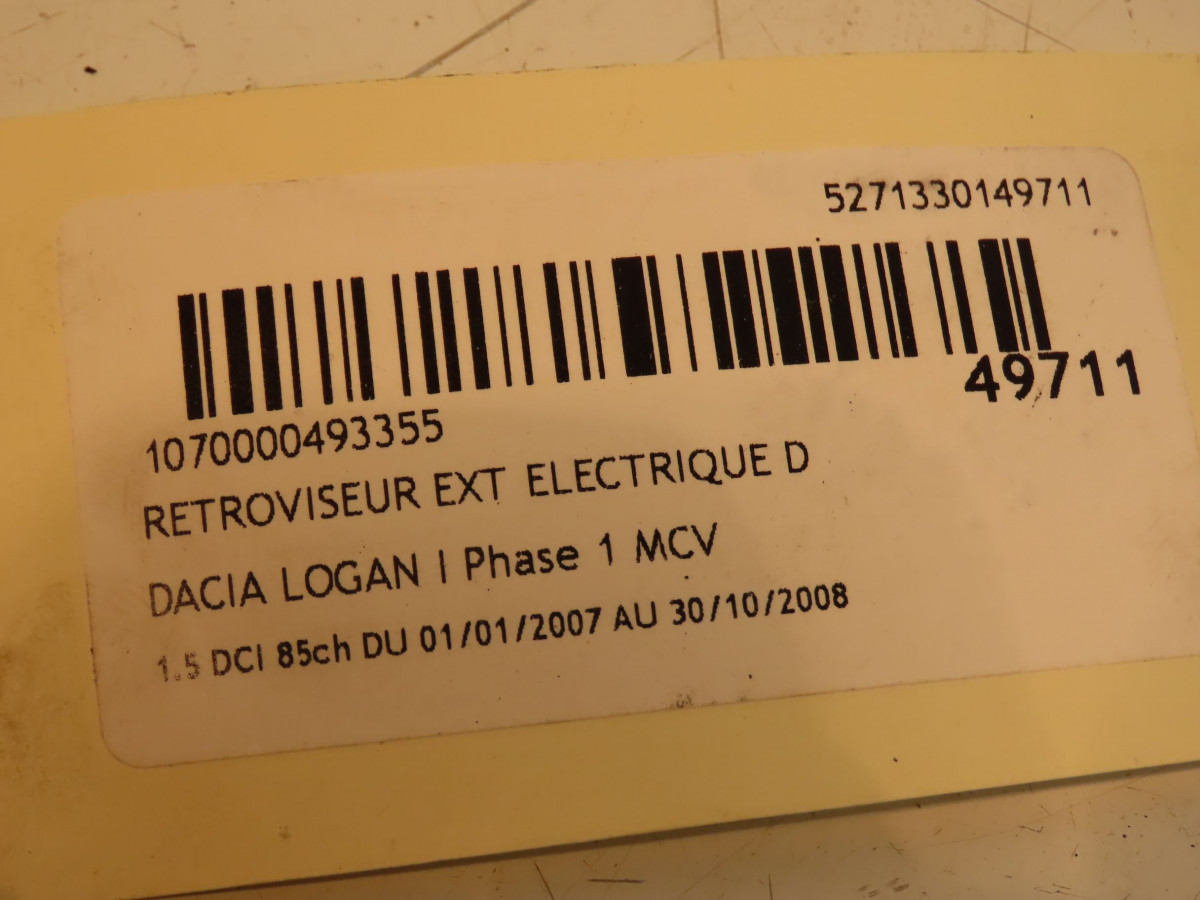 5271330149711
49711
1070000493355
RETROVISEUR EXT ELECTRIQUE D
DACIA LOGAN I Phase 1 MCV
1.5 DCI 85ch DU 01/01/2007 AU 30/10/2008